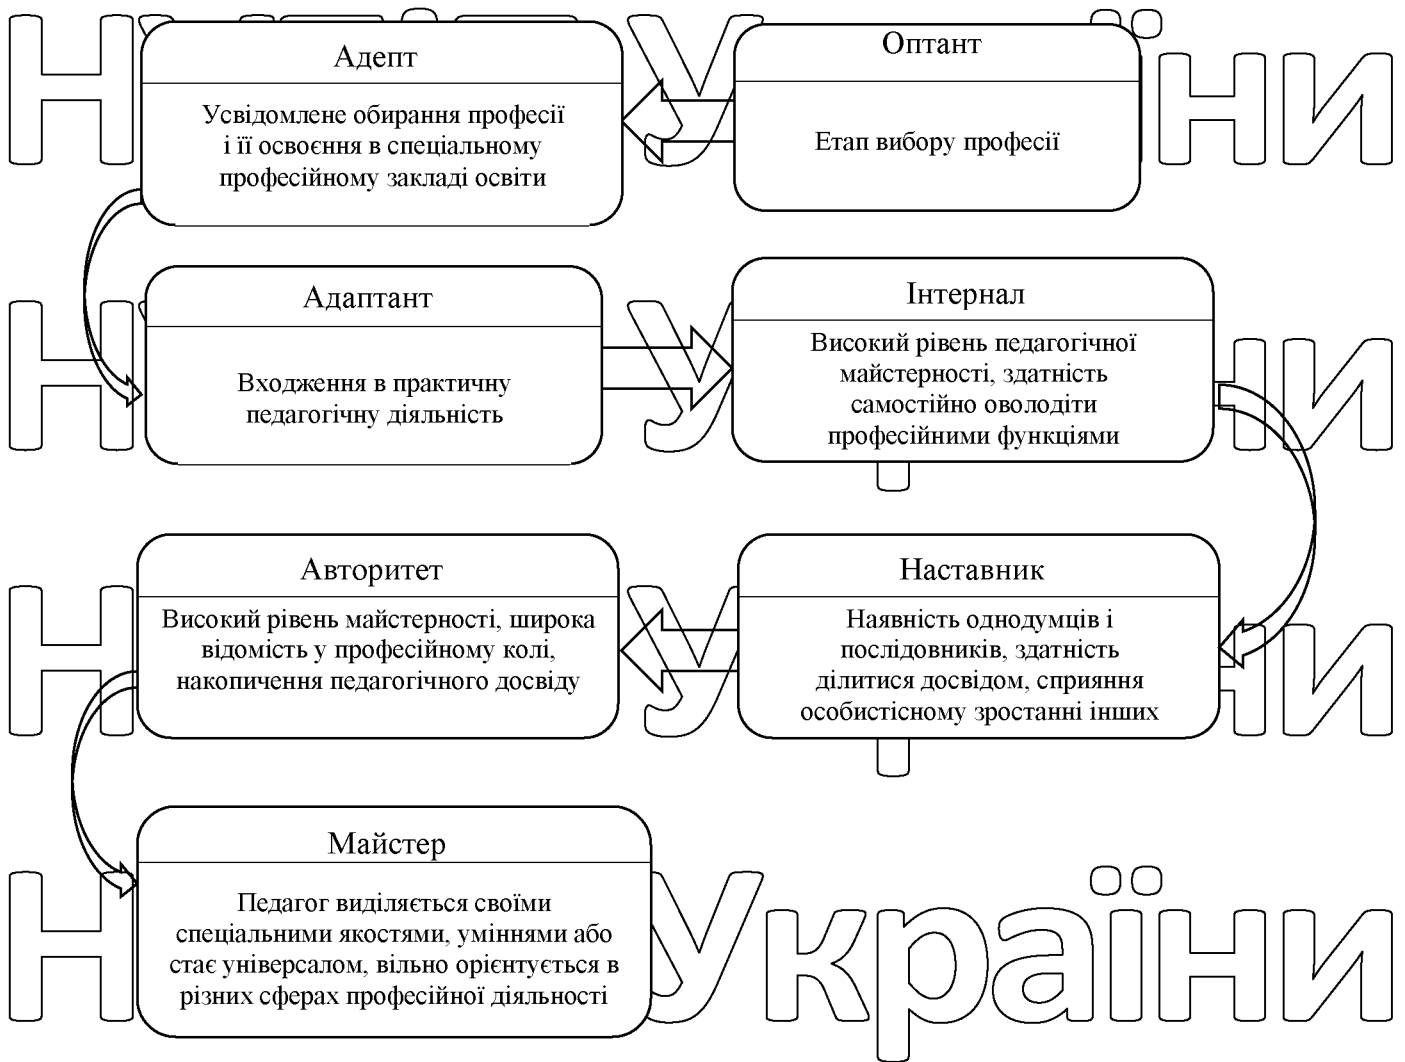 Оптант
Етап вибору професії
Адепт
Усвідомлене обирання професії
і її освоєння в спеціальному
професійному закладі освіти
Адаптант
Входження в практичну
педагогічну діяльність
Інтернал
Високий рівень педагогічної
майстерності, здатність
самостійно оволодіти
професійними функціями
Наставник
Наявність однодумців і
послідовників, здатність
ділитися досвідом, сприяння
особистісному зростанні інших
Авторитет
Високий рівень майстерності, широка
відомість у професійному колі,
накопичення педагогічного досвіду
Майстер
Педагог виділяється своїми
спеціальними якостями, уміннями або
стає універсалом, вільно орієнтується в
різних сферах професійної діяльності
України